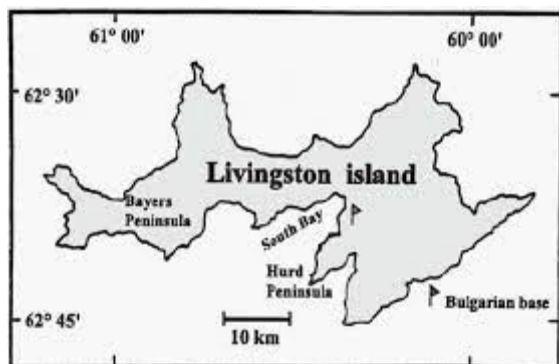 61° 00'
60° 00'
62° 30'
Livingston island
Bayers
Peninsula
South Bay
Hurd
Peninsula
Bulgarian base
62° 45'
10 km